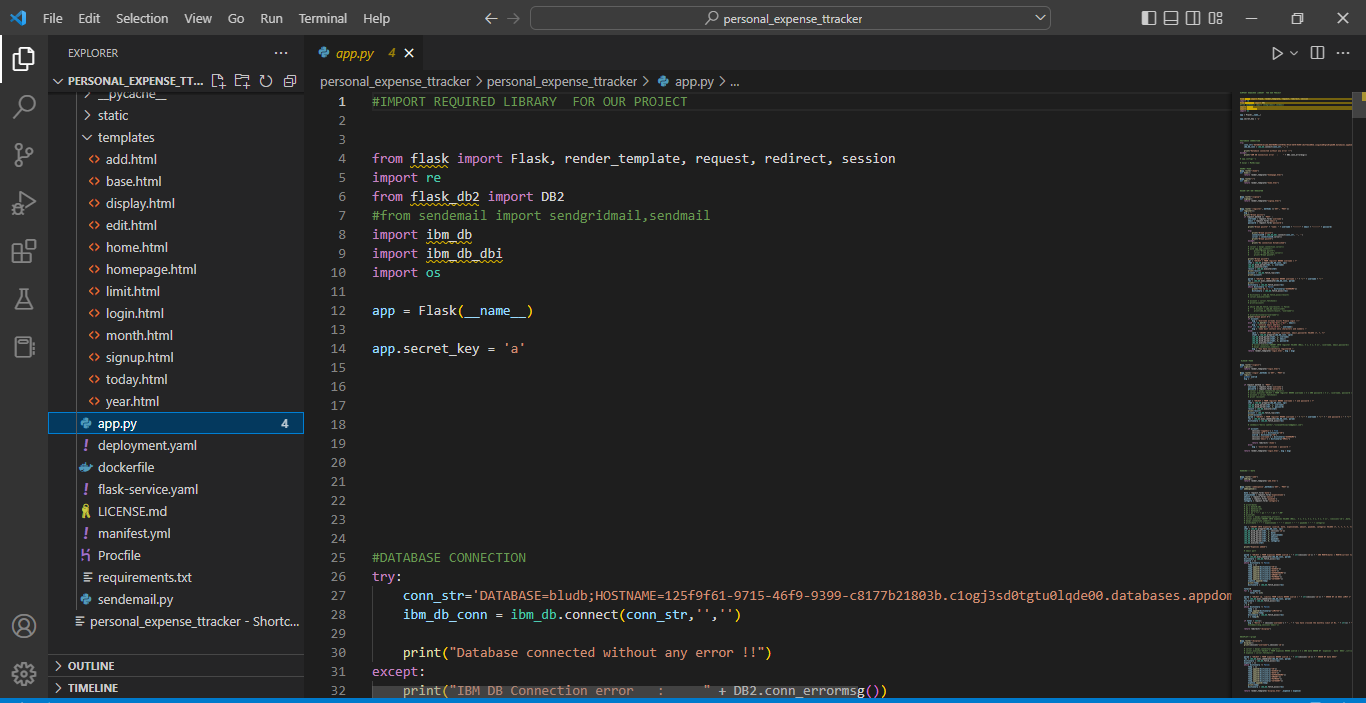 File Edit Selection View Go Run Terminal Help
personal_expense_ttracker
EXPLORER
PERSONAL_EXPENSE_TT...
__pycache__
static
templates
add.html
base.html
display.html
edit.html
home.html
homepage.html
limit.html
login.html
month.html
signup.html
today.html
year.html
app.py 4
deployment.yaml
dockerfile
flask-service.yaml
LICENSE.md
manifest.yml
Procfile
requirements.txt
sendemail.py
personal_expense_ttracker - Shortc...
OUTLINE
TIMELINE
app.py 4
personal_expense_ttracker > personal_expense_ttracker > app.py > ...
1 #IMPORT REQUIRED LIBRARY  FOR OUR PROJECT
2
3
4 from flask import Flask, render_template, request, redirect, session
5 import re
6 from flask_db2 import DB2
7 #from sendemail import sendgridmail,sendmail
8 import ibm_db
9 import ibm_db_dbi
10 import os
11
12 app = Flask(__name__)
13
14 app.secret_key = 'a'
15
16
17
18
19
20
21
22
23
24
25 #DATABASE CONNECTION
26 try:
27     conn_str='DATABASE=bludb;HOSTNAME=125f9f61-9715-46f9-9399-c8177b21803b.c1ogj3sd0tgtu0lqde00.databases.appdom
28     ibm_db_conn = ibm_db.connect(conn_str,'','')
29
30     print("Database connected without any error !!")
31 except:
32     print("IBM DB Connection error   :     " + DB2.conn_errormsg())